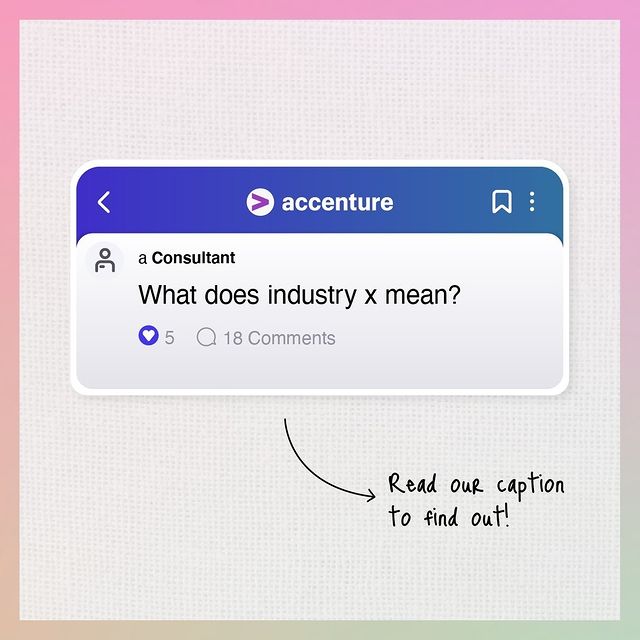 accenture
a Consultant
What does industry x mean?
5 18 Comments
Read our caption
to find out!